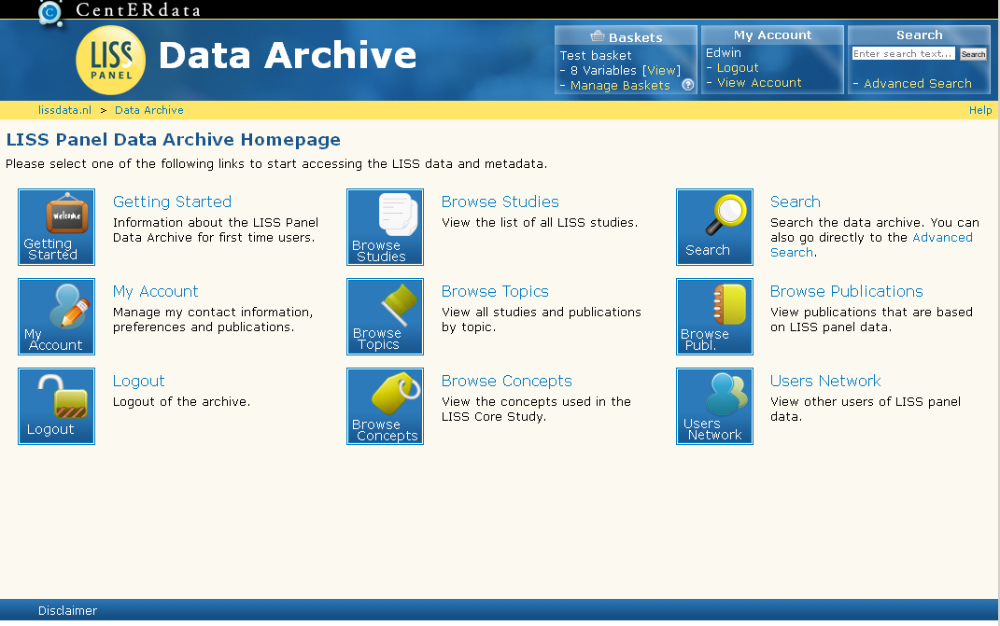 CentERdata
LISS
PANEL
Data Archive
Baskets
Test basket
- 8 Variables [View]
- Manage Baskets
My Account
Edwin
- Logout
- View Account
Search
Enter search text... Search
- Advanced Search
lissdata.nl > Data Archive
Help
LISS Panel Data Archive Homepage
Please select one of the following links to start accessing the LISS data and metadata.
welcome
Getting
Started
Getting Started
Information about the LISS Panel
Data Archive for first time users.
Browse
Studies
Browse Studies
View the list of all LISS studies.
Search
Search
Search the data archive. You can
also go directly to the Advanced
Search.
My
Account
My Account
Manage my contact information,
preferences and publications.
Browse
Topics
Browse Topics
View all studies and publications
by topic.
Browse
Publ.
Browse Publications
View publications that are based
on LISS panel data.
Logout
Logout
Logout of the archive.
Browse
Concepts
Browse Concepts
View the concepts used in the
LISS Core Study.
Users
Network
Users Network
View other users of LISS panel
data.
Disclaimer